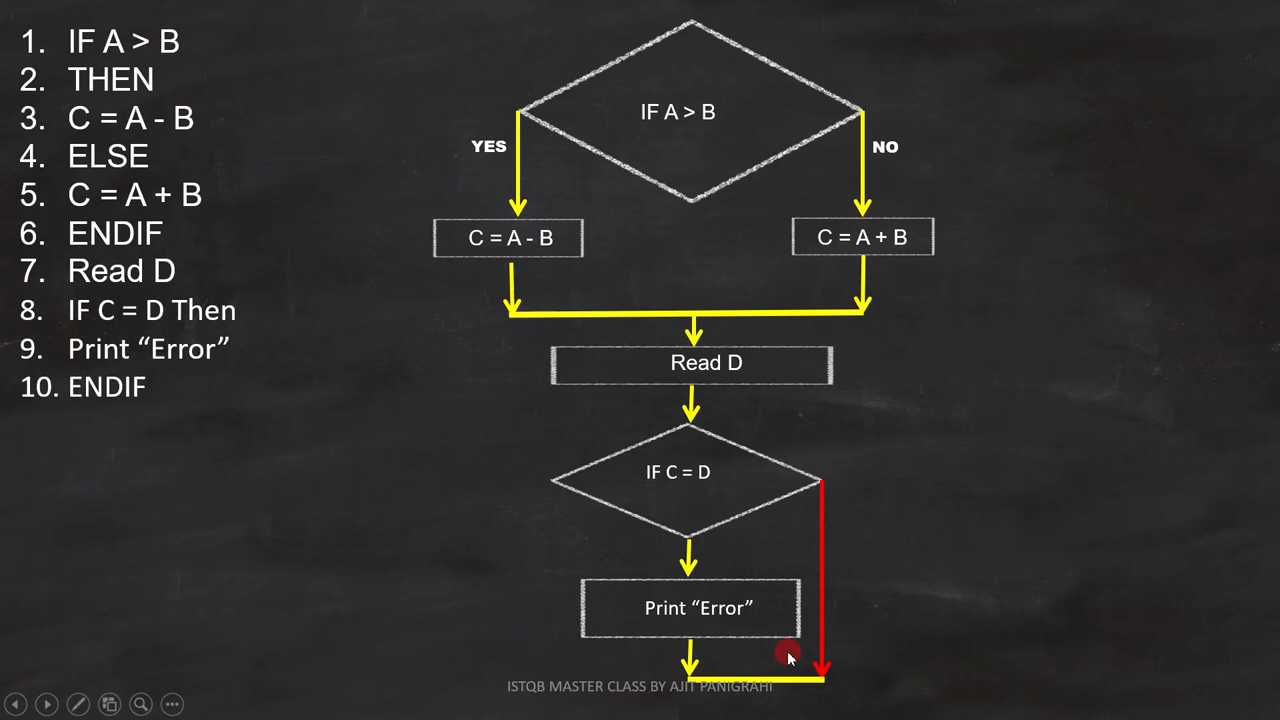 1. IF A > B
2. THEN
3. C = A - B
4. ELSE
5. C = A + B
6. ENDIF
7. Read D
8. IF C = D Then
9. Print “Error”
10. ENDIF
IF A > B
YES
NO
C = A - B
C = A + B
Read D
IF C = D
Print “Error”
ISTQB MASTER CLASS BY AJIT PANIGRAHI